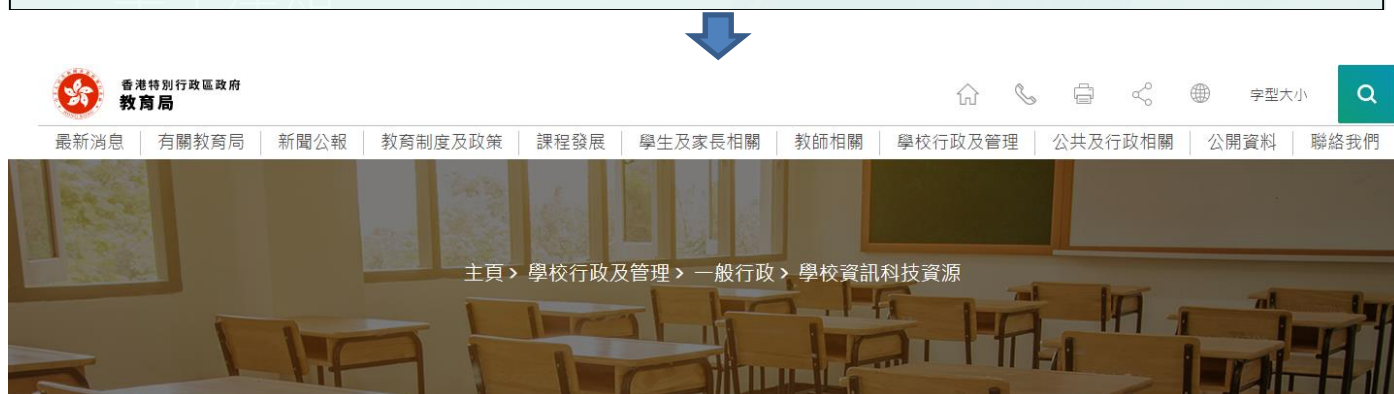 香港特別行政區政府
教育局
字型大小
最新消息 有關教育局 新聞公報 教育制度及政策 課程發展 學生及家長相關 教師相關 學校行政及管理 公共及行政相關 公開資料 聯絡我們
主頁 > 學校行政及管理 > 一般行政 > 學校資訊科技資源